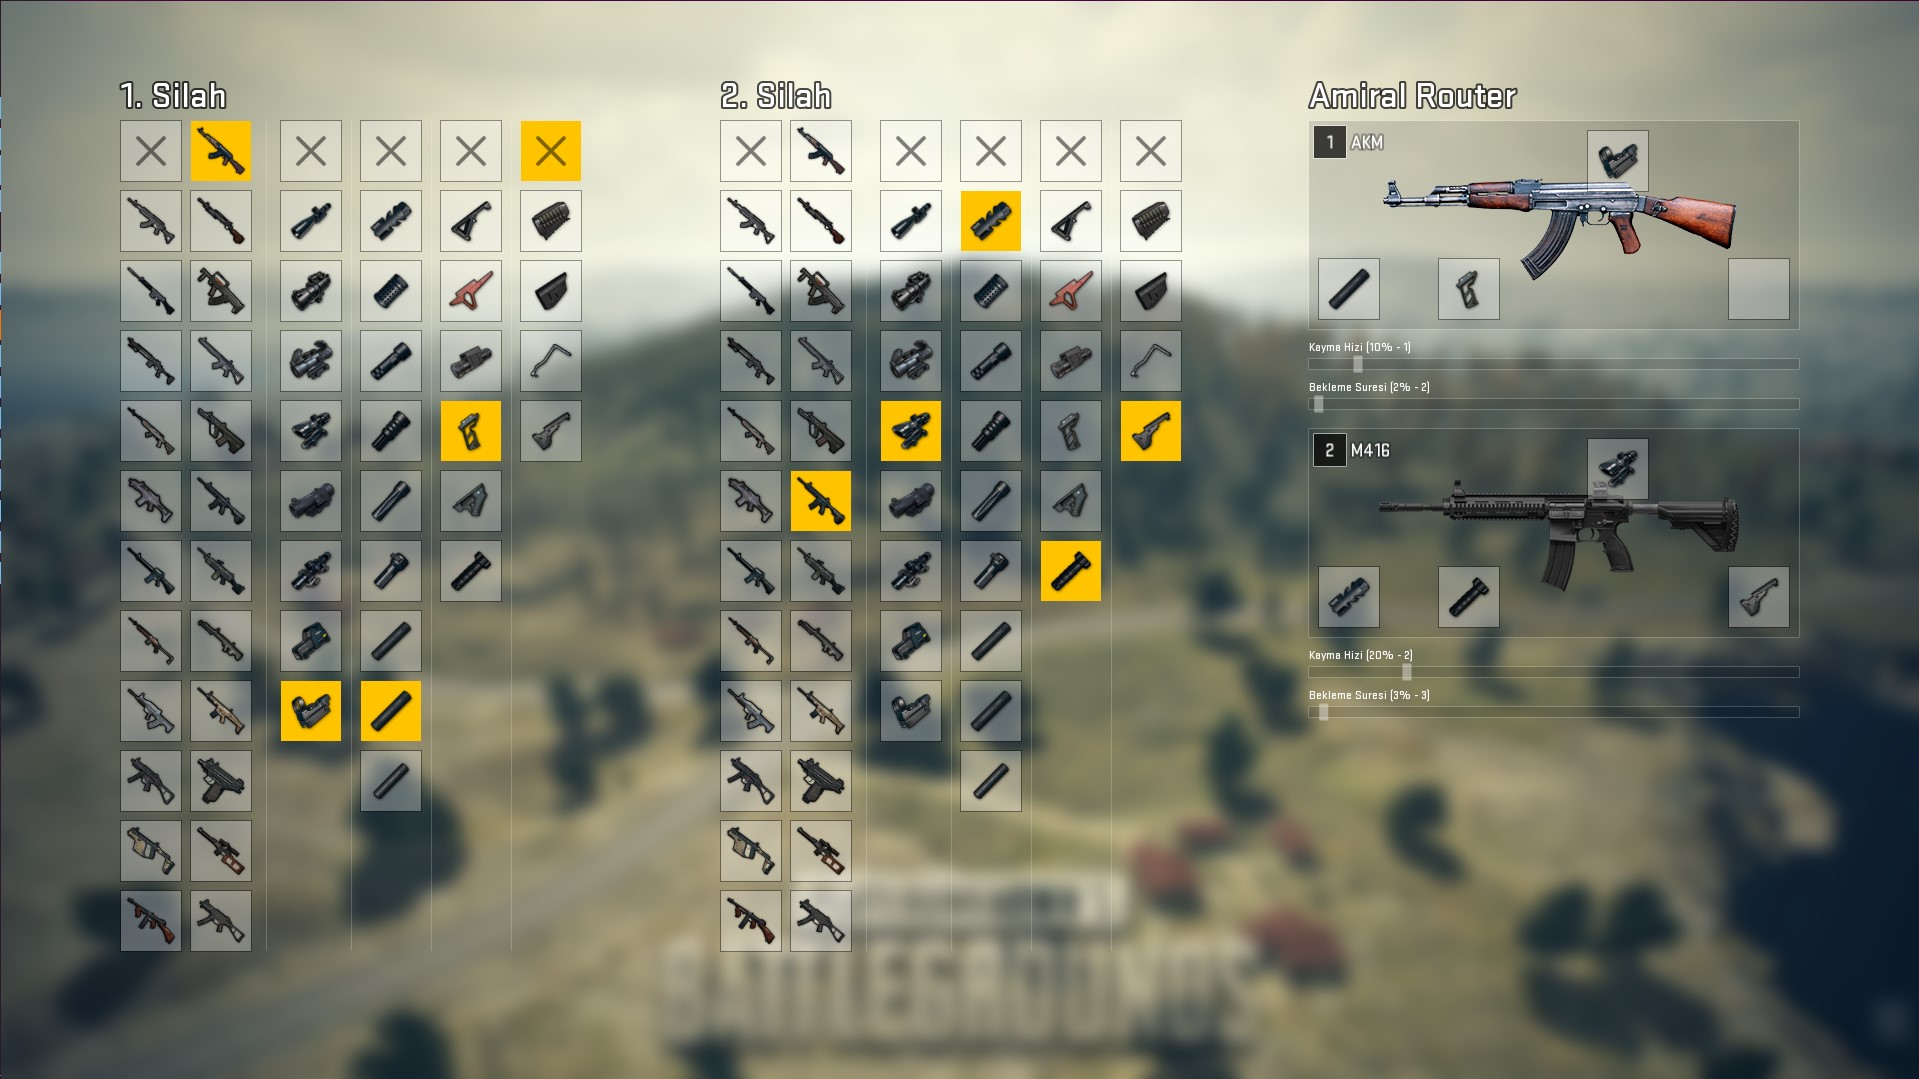 1. Silah
2. Silah
Amiral Router
1 AKM
Kayma Hizi (10% - 1)
Bekleme Suresi (2% - 2)
2 M416
Kayma Hizi (20% - 2)
Bekleme Suresi (3% - 3)
BATTLEGROUNDS